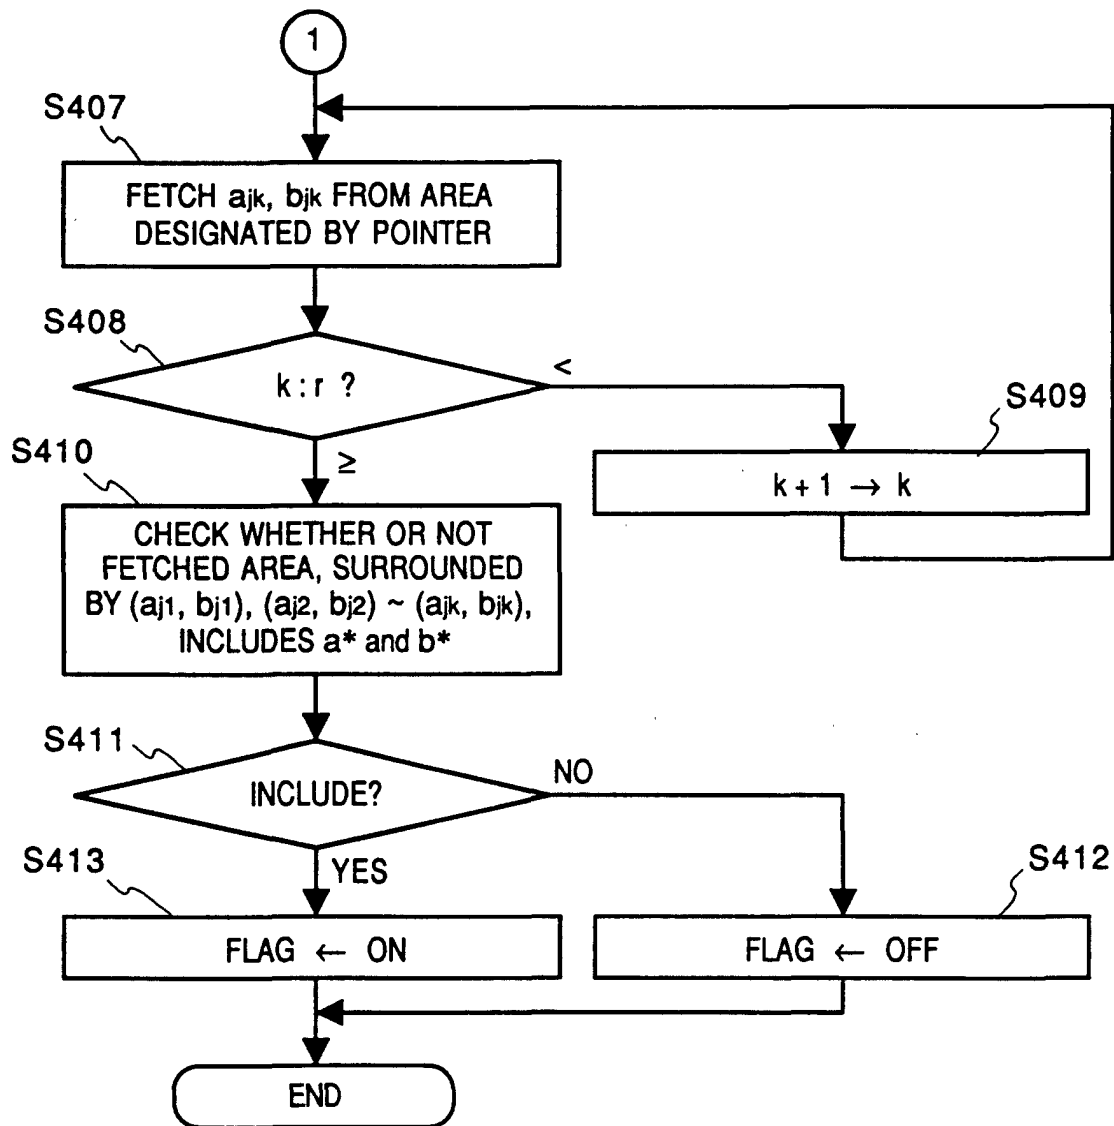 1
S407
FETCH ajk, bjk FROM AREA
DESIGNATED BY POINTER
S408
k : r ?
<
S409
k + 1 → k
S410
≥
CHECK WHETHER OR NOT
FETCHED AREA, SURROUNDED
BY (aj1, bj1), (aj2, bj2) ~ (ajk, bjk),
INCLUDES a* and b*
S411
INCLUDE?
NO
YES
S413
S412
FLAG ← ON
FLAG ← OFF
END